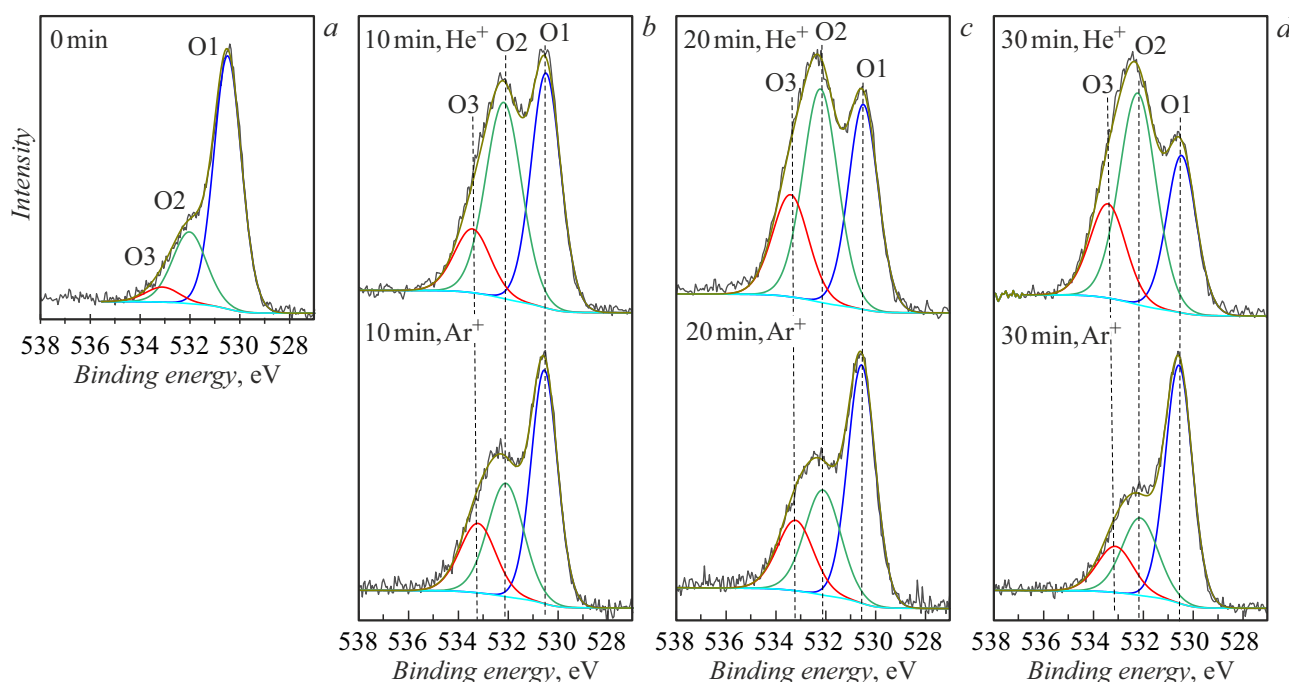 0 min
a
O1
O2
O3
Intensity
538 536 534 532 530 528
Binding energy, eV
10 min, He+
b
O1
O2
O3
10 min, Ar+
538 536 534 532 530 528
Binding energy, eV
20 min, He+
c
O2
O1
O3
20 min, Ar+
538 536 534 532 530 528
Binding energy, eV
30 min, He+
d
O2
O3
O1
30 min, Ar+
538 536 534 532 530 528
Binding energy, eV